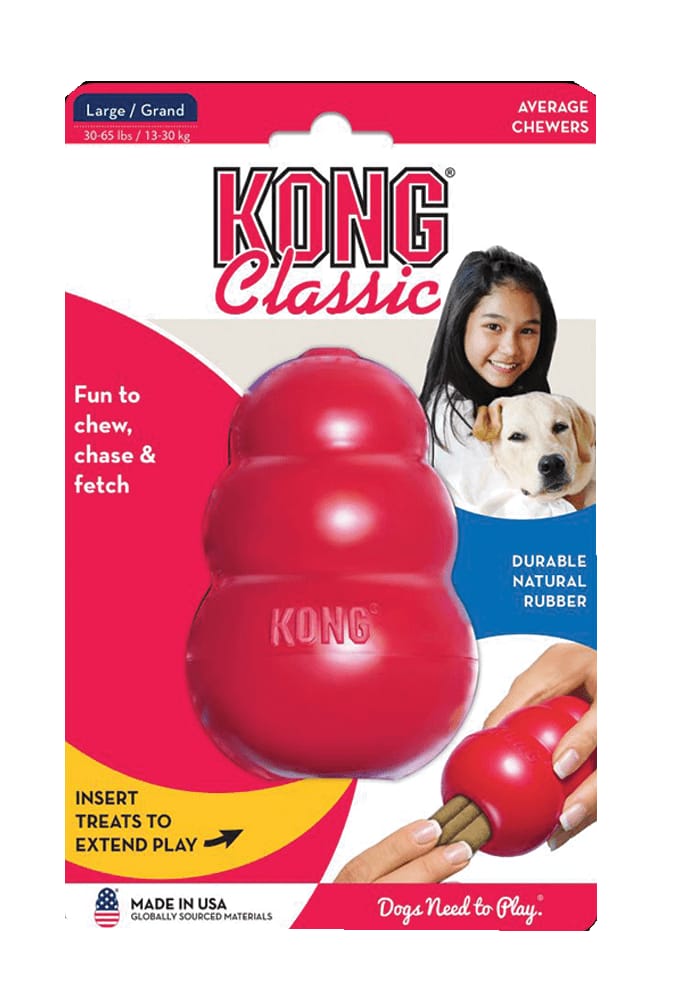 Large / Grand
30-65 lbs / 13-30 kg
AVERAGE
CHEWERS
KONG®
Classic
Fun to
chew,
chase &
fetch
KONG®
DURABLE
NATURAL
RUBBER
INSERT
TREATS TO
EXTEND PLAY
KONG
MADE IN USA
GLOBALLY SOURCED MATERIALS
Dogs Need to Play.®